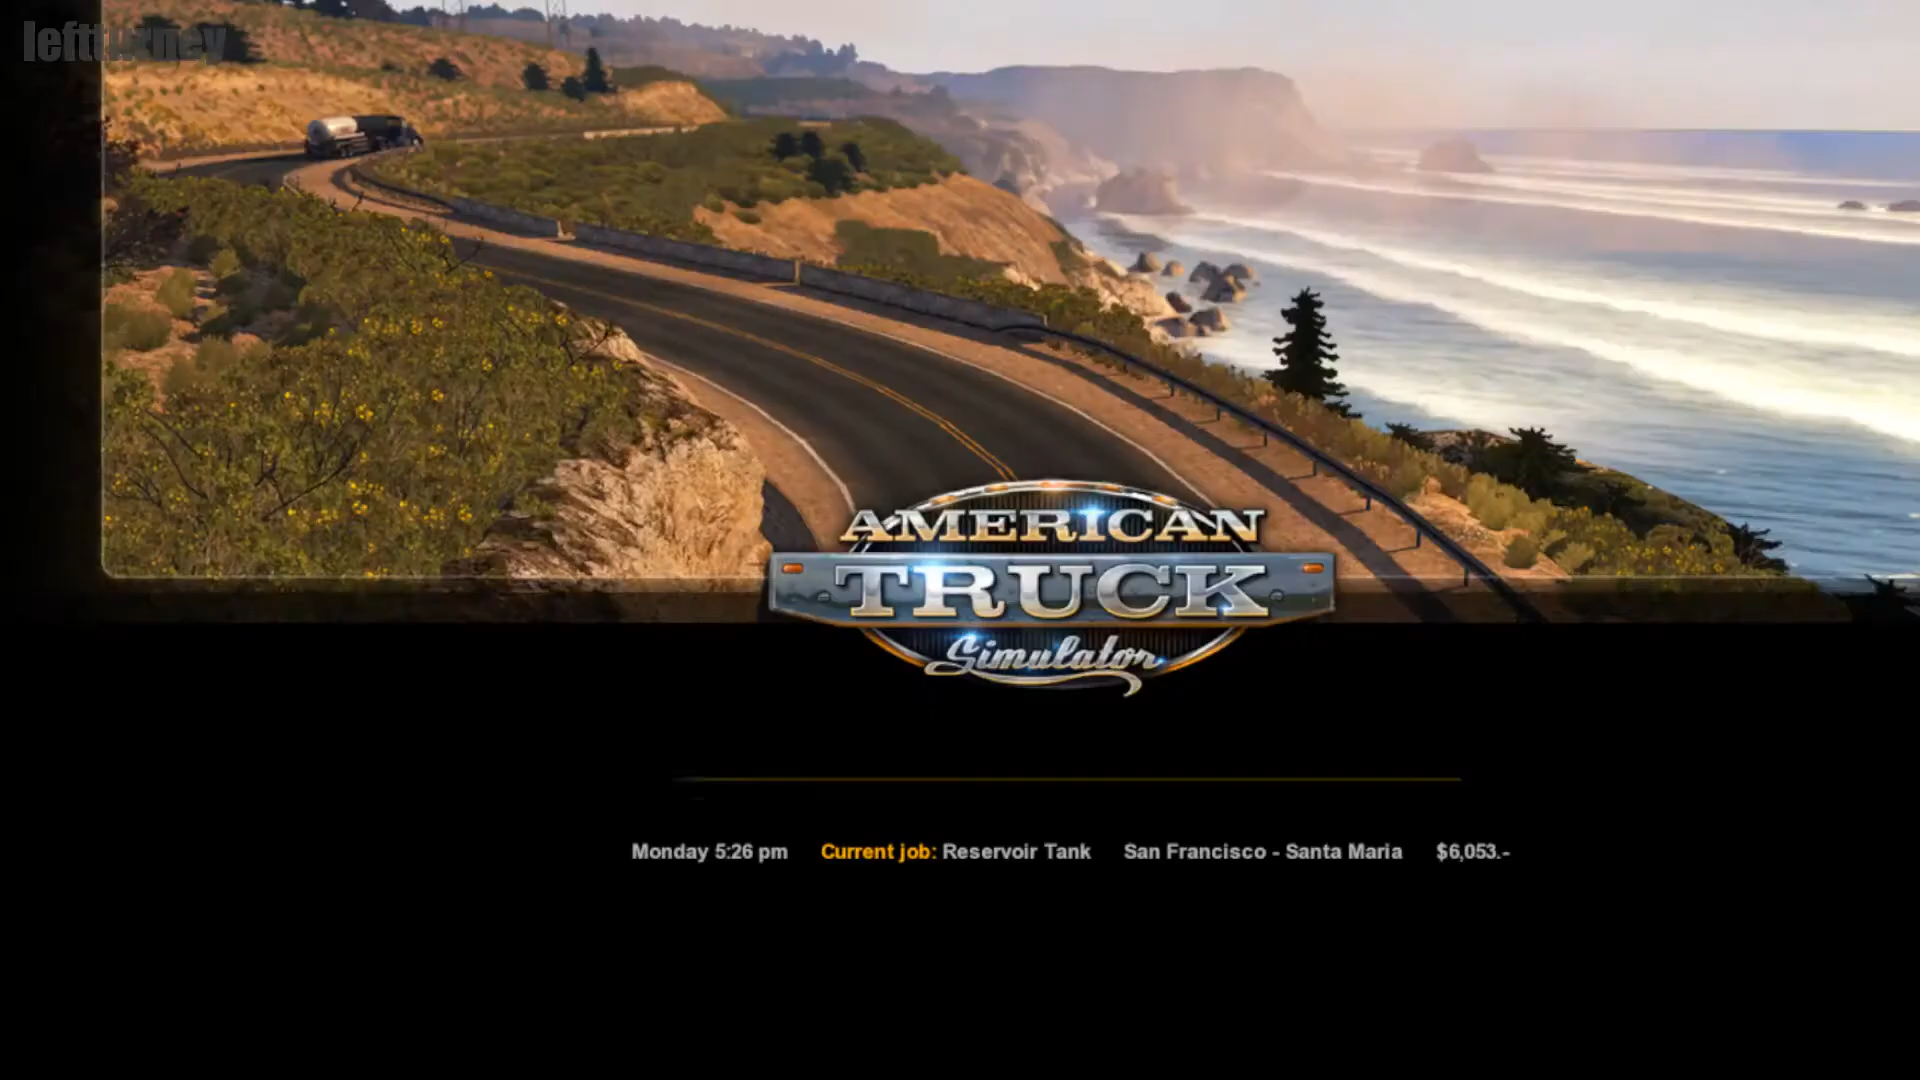 AMERICAN
TRUCK
Simulator
Monday 5:26 pm Current job: Reservoir Tank San Francisco - Santa Maria $6,053.-